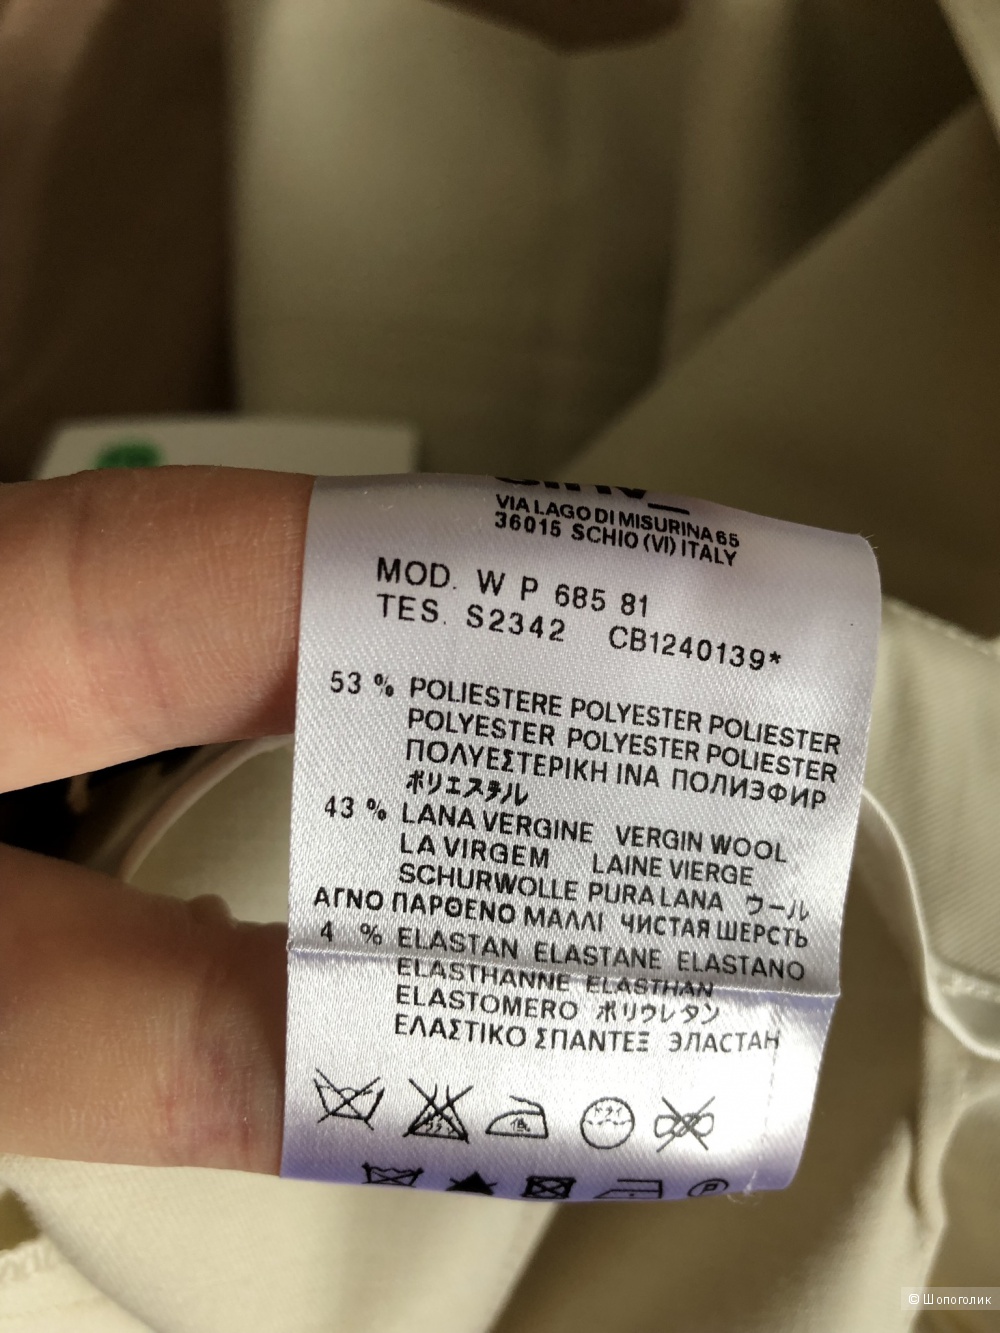 VIA LAGO DI MISURINA 65
36015 SCHIO (VI) ITALY
MOD. W P 685 81
TES. S2342 CB1240139*
53 % POLIESTERE POLYESTER POLIESTER
POLYESTER POLYESTER POLIESTER
ΠΟΛΥΕΣΤΕΡΙΚΗ ΙΝΑ ПОЛИЭФИР
ポリエステル
43 % LANA VERGINE VERGIN WOOL
LA VIRGEM LAINE VIERGE
SCHURWOLLE PURA LANA ウール
ΑΓΝΟ ΠΑΡΘΕΝΟ ΜΑΛΛΙ ЧИСТАЯ ШЕРСТЬ
4 % ELASTAN ELASTANE ELASTANO
ELASTHANNE ELASTHAN
ELASTOMERO ポリウレタン
ΕΛΑΣΤΙΚΟ ΣΠΑΝΤΕΞ ЭЛАСТАН
P
© Шопоголик